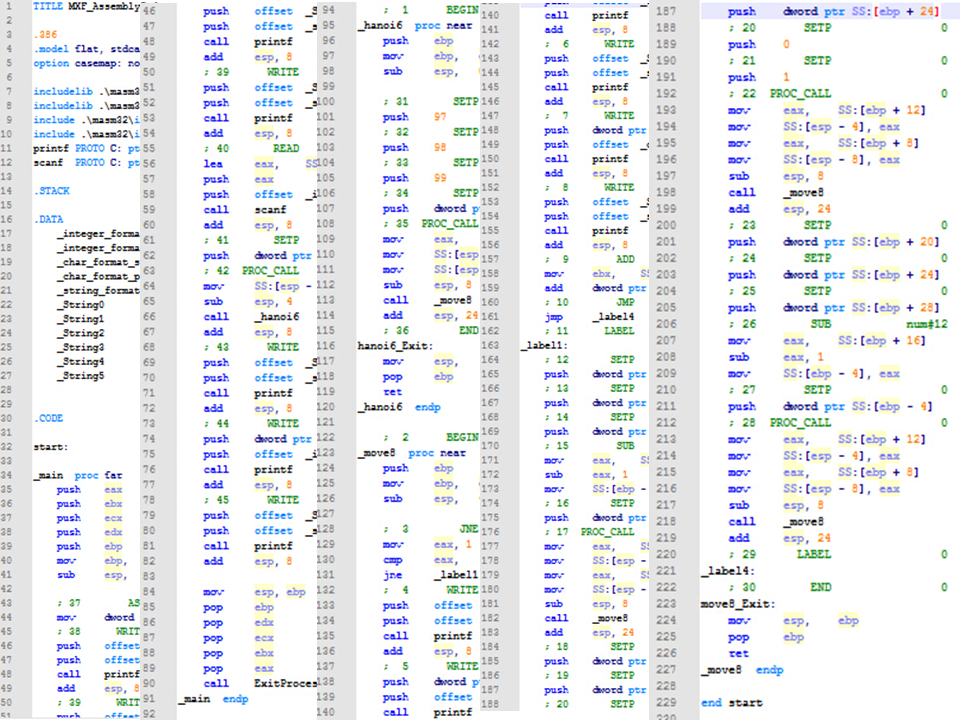 1 TITLE MXF_Assembly
2
3 .386
4 .model flat, stdca
5 option casemap: no
6
7 includelib .\masm3
8 includelib .\masm3
9 include .\masm32\i
10 include .\masm32\i
11 printf PROTO C: pt
12 scanf PROTO C: pt
13
14 .STACK
15
16 .DATA
17 _integer_forma
18 _integer_forma
19 _char_format_s
20 _char_format_p
21 _string_format
22 _String0
23 _String1
24 _String2
25 _String3
26 _String4
27 _String5
28
29
30 .CODE
31
32 start:
33
34 _main proc far
35 push eax
36 push ebx
37 push ecx
38 push edx
39 push ebp
40 mov ebp,
41 sub esp,
42
43 ; 37 AS
44 mov dword
45 ; 38 WRIT
46 push offset
47 push offset
48 call printf
49 add esp, 8
50 ; 39 WRIT
51 push offset
46 push offset _S
47 push offset _s
48 call printf
49 add esp, 8
50 ; 39 WRITE
51 push offset _S
52 push offset _s
53 call printf
54 add esp, 8
55 ; 40 READ
56 lea eax, SS
57 push eax
58 push offset _i
59 call scanf
60 add esp, 8
61 ; 41 SETP
62 push dword ptr
63 ; 42 PROC_CALL
64 mov SS:[esp -
65 sub esp, 4
66 call _hanoi6
67 add esp, 8
68 ; 43 WRITE
69 push offset _S
70 push offset _s
71 call printf
72 add esp, 8
73 ; 44 WRITE
74 push dword ptr
75 push offset _i
76 call printf
77 add esp, 8
78 ; 45 WRITE
79 push offset _S
80 push offset _s
81 call printf
82 add esp, 8
83
84 mov esp, ebp
85 pop ebp
86 pop edx
87 pop ecx
88 pop ebx
89 pop eax
90 call ExitProces
91 _main endp
92
94 ; 1 BEGIN
95 _hanoi6 proc near
96 push ebp
97 mov ebp,
98 sub esp,
99
100 ; 31 SETP
101 push 97
102 ; 32 SETP
103 push 98
104 ; 33 SETP
105 push 99
106 ; 34 SETP
107 push dword p
108 ; 35 PROC_CALL
109 mov eax,
110 mov SS:[esp
111 mov SS:[esp
112 sub esp, 8
113 call _move8
114 add esp, 24
115 ; 36 END
116 hanoi6_Exit:
117 mov esp,
118 pop ebp
119 ret
120 _hanoi6 endp
121
122 ; 2 BEGIN
123 _move8 proc near
124 push ebp
125 mov ebp,
126 sub esp,
127
128 ; 3 JNE
129 mov eax, 1
130 cmp eax,
131 jne _label1
132 ; 4 WRITE
133 push offset
134 push offset
135 call printf
136 add esp, 8
137 ; 5 WRITE
138 push dword p
139 push offset
140 call printf
140 call printf
141 add esp, 8
142 ; 6 WRITE
143 push offset _S
144 push offset _s
145 call printf
146 add esp, 8
147 ; 7 WRITE
148 push dword ptr
149 push offset _c
150 call printf
151 add esp, 8
152 ; 8 WRITE
153 push offset _S
154 push offset _s
155 call printf
156 add esp, 8
157 ; 9 ADD
158 mov ebx, SS
159 add dword ptr
160 ; 10 JMP
161 jmp _label4
162 ; 11 LABEL
163 _label1:
164 ; 12 SETP
165 push dword ptr
166 ; 13 SETP
167 push dword ptr
168 ; 14 SETP
169 push dword ptr
170 ; 15 SUB
171 mov eax, SS
172 sub eax, 1
173 mov SS:[ebp -
174 ; 16 SETP
175 push dword ptr
176 ; 17 PROC_CALL
177 mov eax, SS
178 mov SS:[esp -
179 mov eax, SS
180 mov SS:[esp -
181 sub esp, 8
182 call _move8
183 add esp, 24
184 ; 18 SETP
185 push dword ptr
186 ; 19 SETP
187 push dword ptr
188 ; 20 SETP
187 push dword ptr SS:[ebp + 24]
188 ; 20 SETP 0
189 push 0
190 ; 21 SETP 0
191 push 1
192 ; 22 PROC_CALL 0
193 mov eax, SS:[ebp + 12]
194 mov SS:[esp - 4], eax
195 mov eax, SS:[ebp + 8]
196 mov SS:[esp - 8], eax
197 sub esp, 8
198 call _move8
199 add esp, 24
200 ; 23 SETP 0
201 push dword ptr SS:[ebp + 20]
202 ; 24 SETP 0
203 push dword ptr SS:[ebp + 24]
204 ; 25 SETP 0
205 push dword ptr SS:[ebp + 28]
206 ; 26 SUB num#12
207 mov eax, SS:[ebp + 16]
208 sub eax, 1
209 mov SS:[ebp - 4], eax
210 ; 27 SETP 0
211 push dword ptr SS:[ebp - 4]
212 ; 28 PROC_CALL 0
213 mov eax, SS:[ebp + 12]
214 mov SS:[esp - 4], eax
215 mov eax, SS:[ebp + 8]
216 mov SS:[esp - 8], eax
217 sub esp, 8
218 call _move8
219 add esp, 24
220 ; 29 LABEL 0
221 _label4:
222 ; 30 END 0
223 move8_Exit:
224 mov esp, ebp
225 pop ebp
226 ret
227 _move8 endp
228
229 end start
230